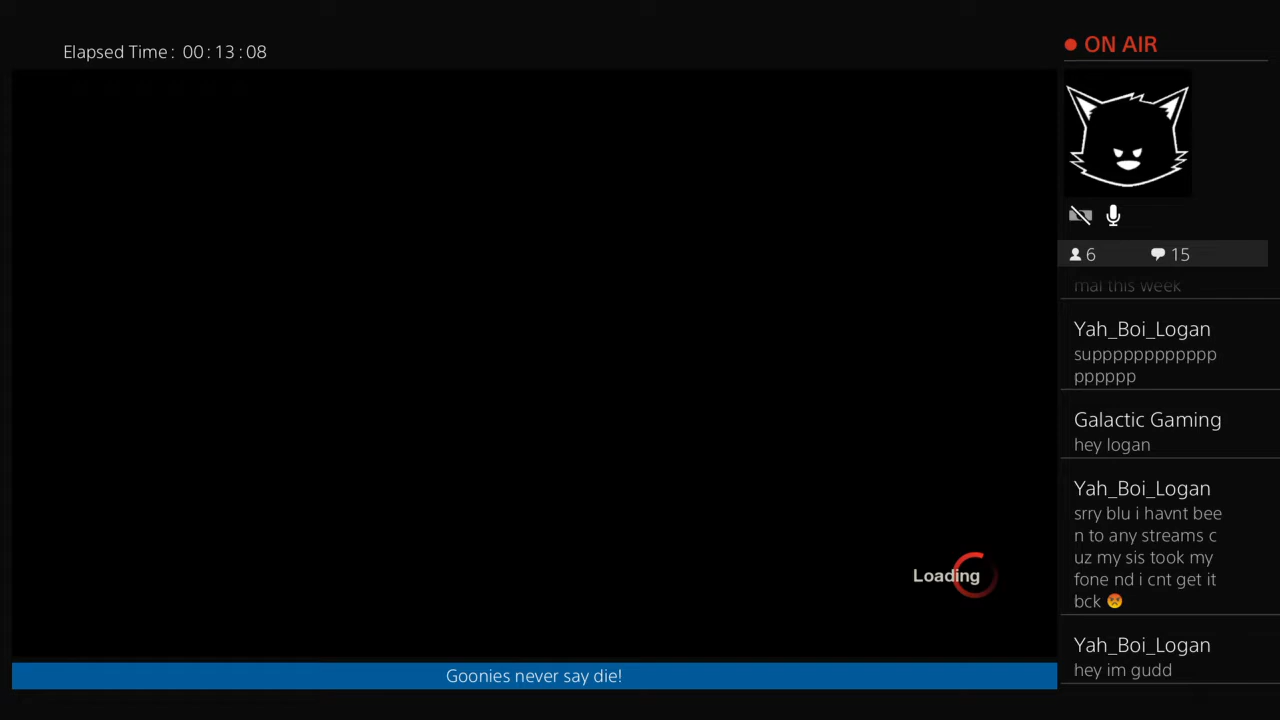 Elapsed Time: 00:13:08
ON AIR
6 15
mal this week
Yah_Boi_Logan
supppppppppppp
pppppp
Galactic Gaming
hey logan
Yah_Boi_Logan
srry blu i havnt bee
n to any streams c
uz my sis took my
fone nd i cnt get it
bck 😡
Yah_Boi_Logan
hey im gudd
Loading
Goonies never say die!